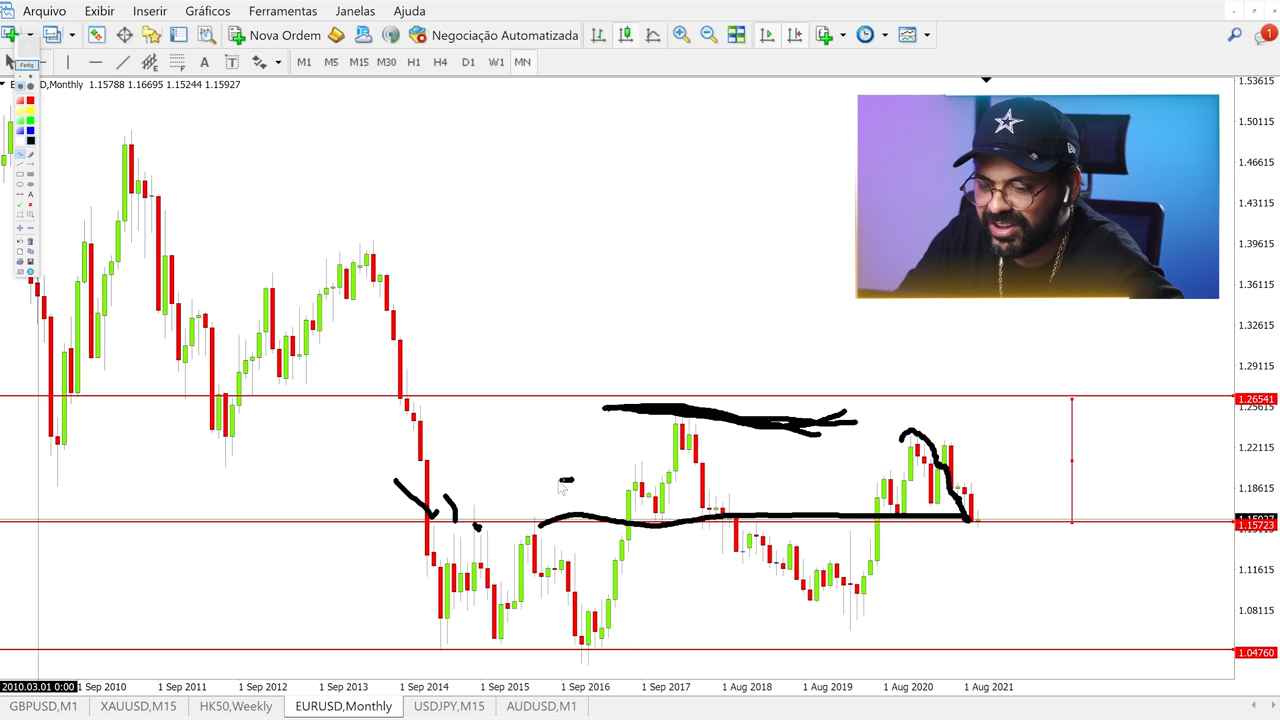 Arquivo Exibir Inserir Gráficos Ferramentas Janelas Ajuda
Nova Ordem Negociação Automatizada
A T M1 M5 M15 M30 H1 H4 D1 W1 MN
Fertig
D,Monthly 1.15788 1.16695 1.15244 1.15927
A
1
1.53615
1.50115
1.46615
1.43115
1.39615
1.36115
1.32615
1.29115
1.26541
1.25615
1.22115
1.18615
1.15723
1.11615
1.08115
1.04760
2010.03.01 0:00 1 Sep 2010 1 Sep 2011 1 Sep 2012 1 Sep 2013 1 Sep 2014 1 Sep 2015 1 Sep 2016 1 Sep 2017 1 Aug 2018 1 Aug 2019 1 Aug 2020 1 Aug 2021
GBPUSD,M1 XAUUSD,M15 HK50,Weekly EURUSD,Monthly USDJPY,M15 AUDUSD,M1